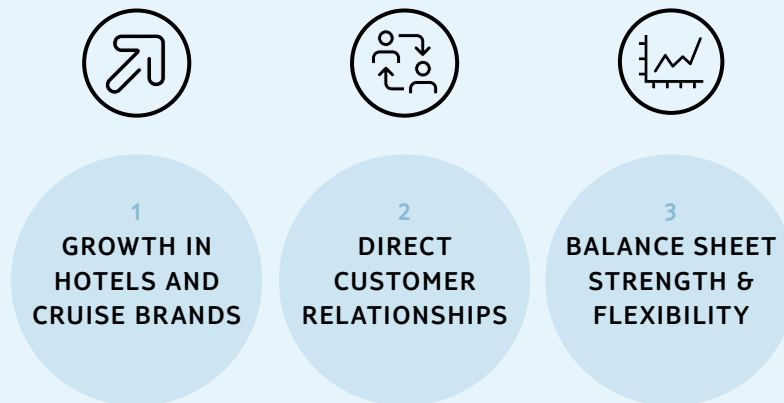 1
GROWTH IN
HOTELS AND
CRUISE BRANDS
2
DIRECT
CUSTOMER
RELATIONSHIPS
3
BALANCE SHEET
STRENGTH &
FLEXIBILITY